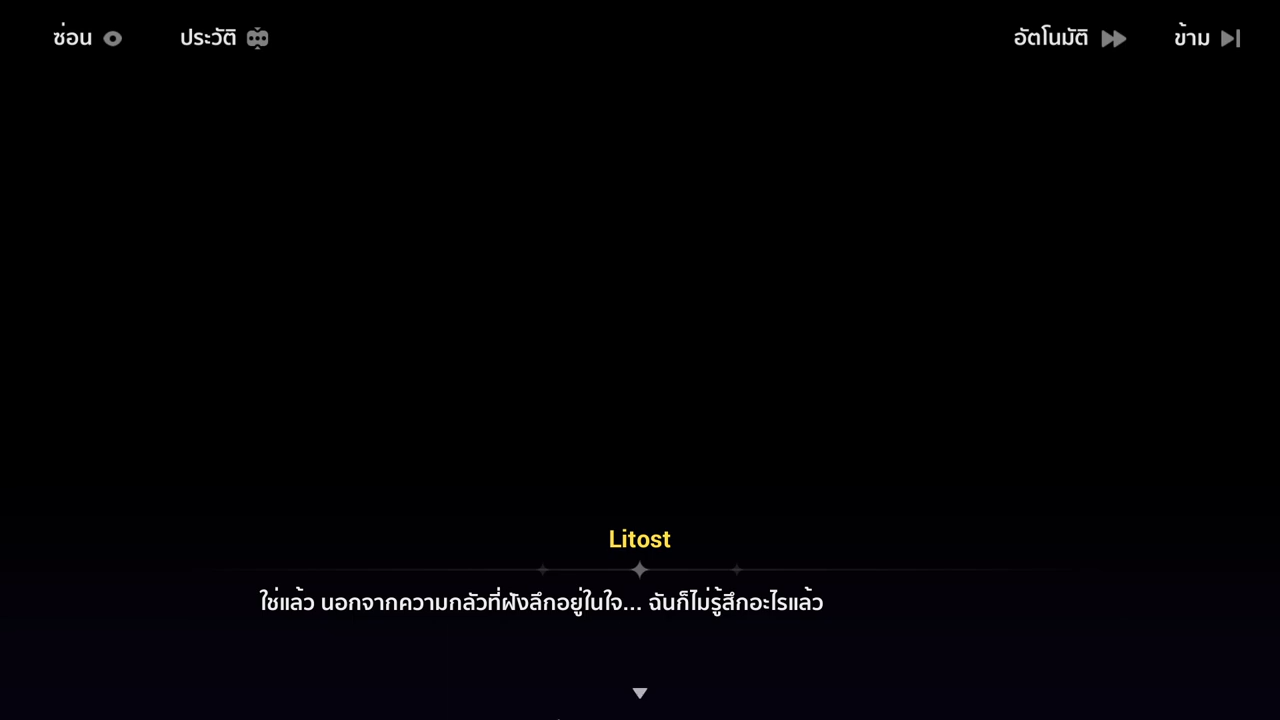 ซ่อน
ประวัติ
อัตโนมัติ
ข้าม
Litost
ใช่แล้ว นอกจากความกลัวที่ฝังลึกอยู่ในใจ... ฉันก็ไม่รู้สึกอะไรแล้ว